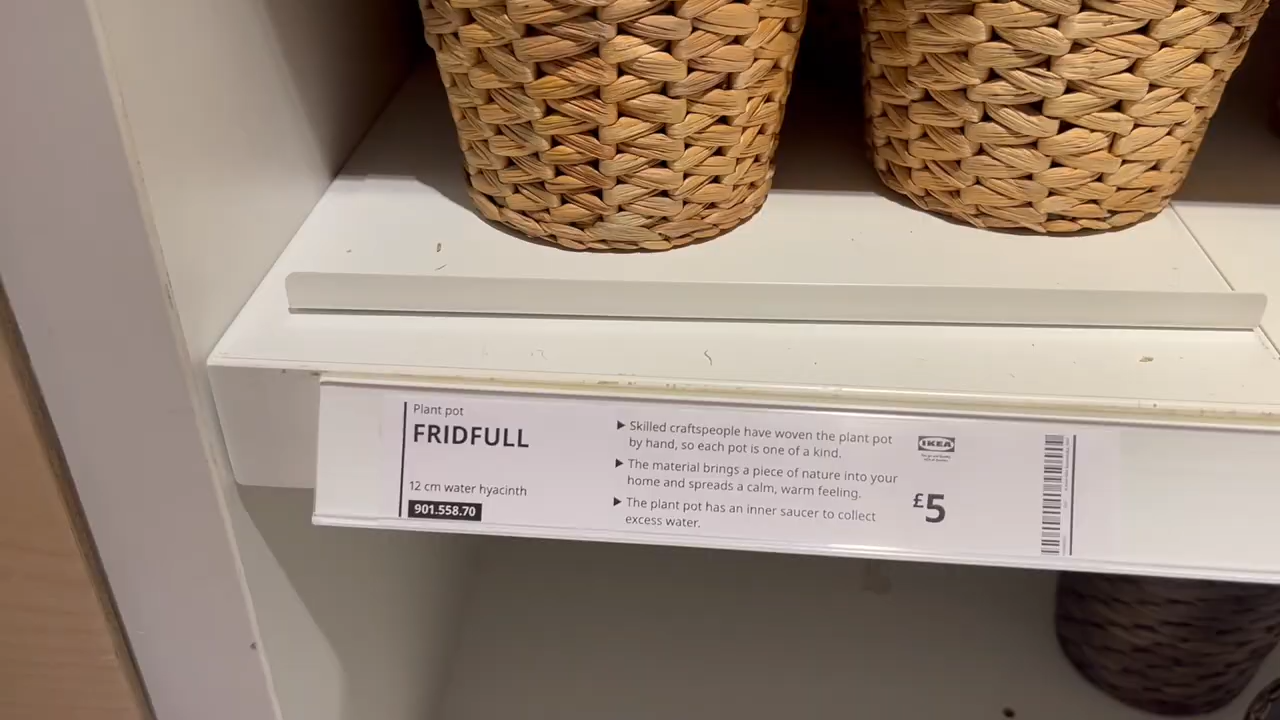 Plant pot
FRIDFULL
12 cm water hyacinth
901.558.70
▶ Skilled craftspeople have woven the plant pot
by hand, so each pot is one of a kind.
▶ The material brings a piece of nature into your
home and spreads a calm, warm feeling.
▶ The plant pot has an inner saucer to collect
excess water.
IKEA
£5